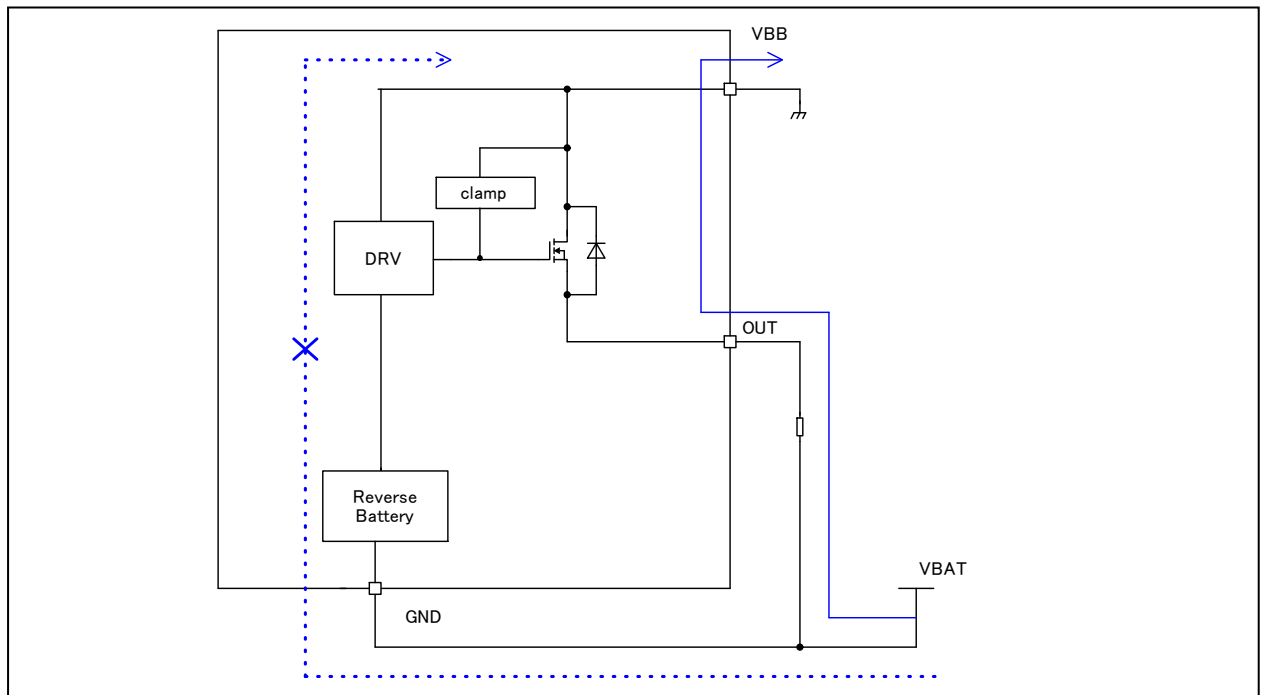 VBB
clamp
DRV
OUT
Reverse
Battery
VBAT
GND